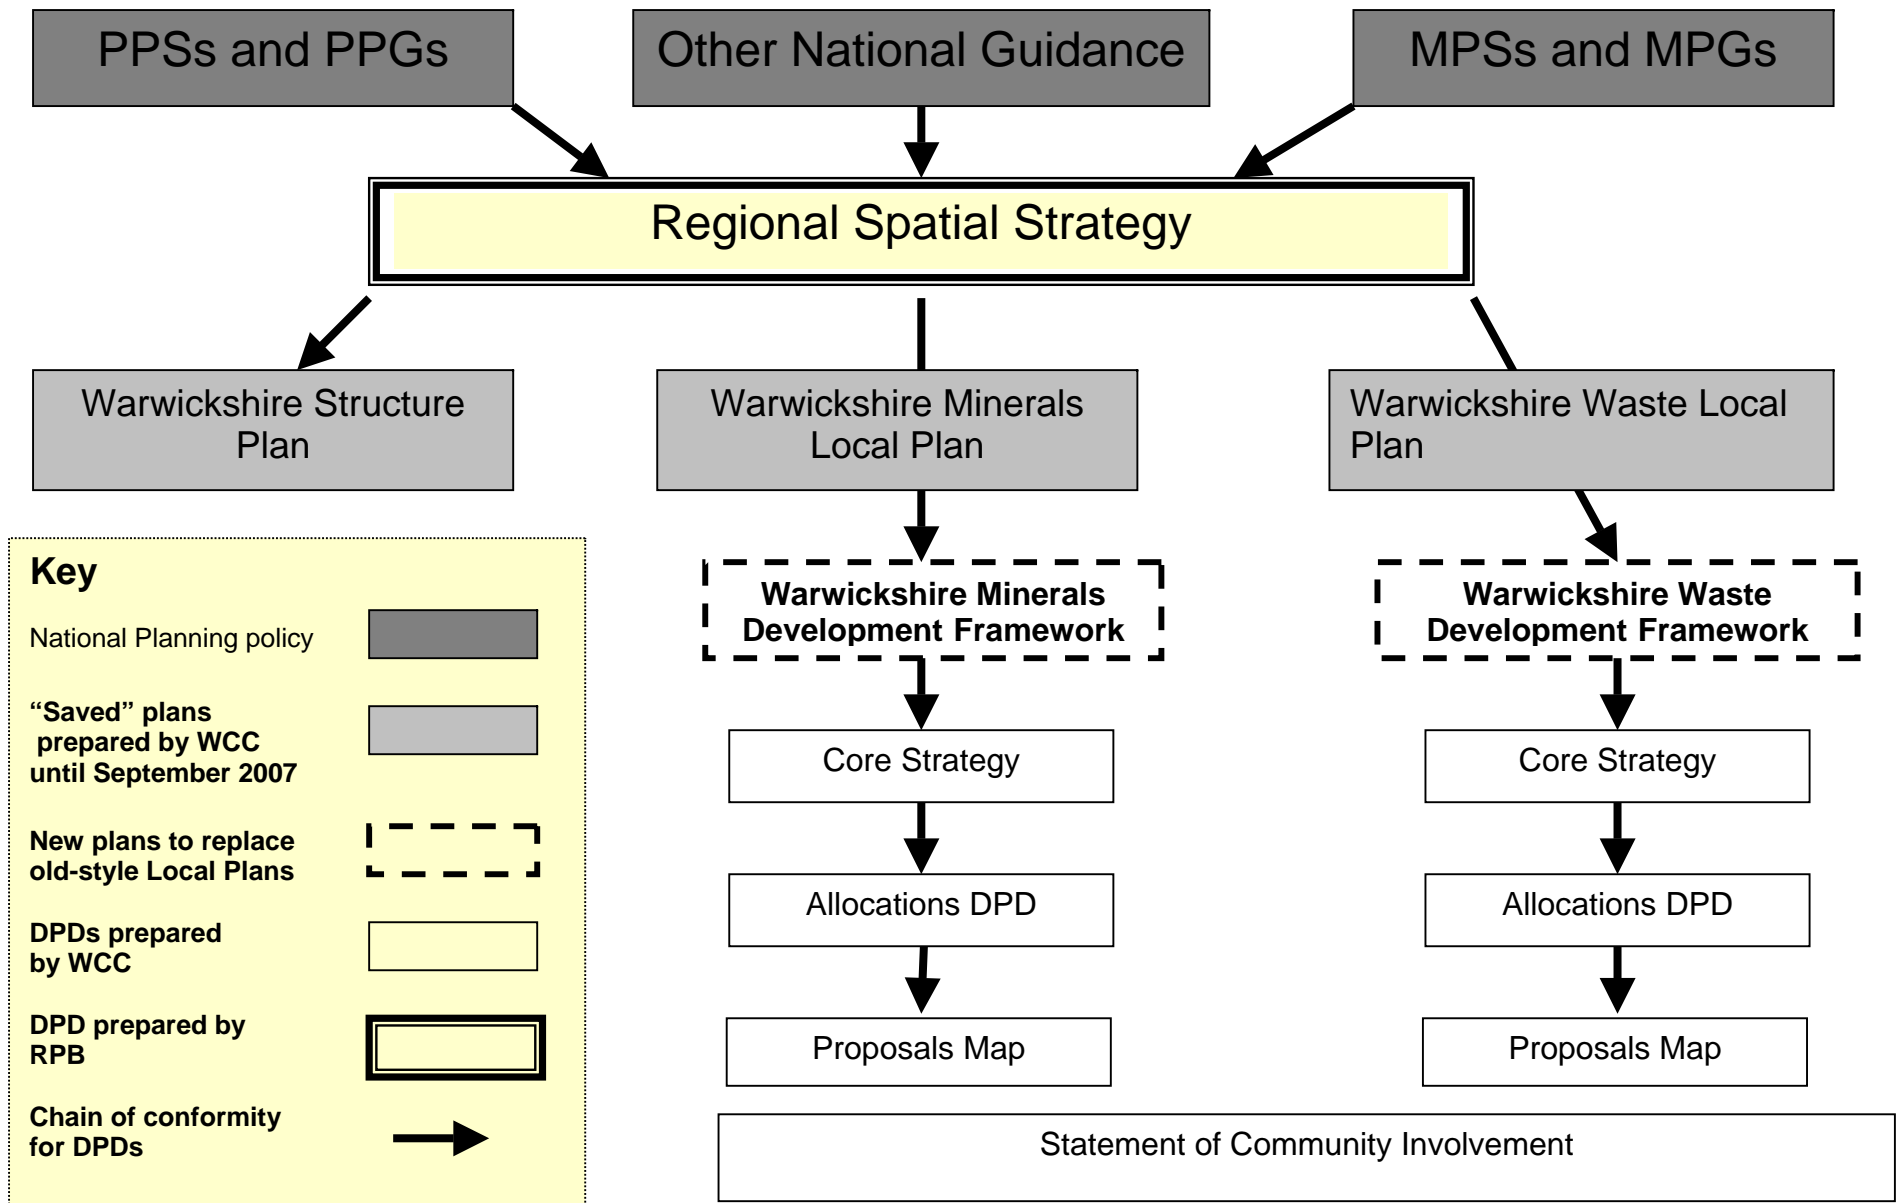 PPSs and PPGs
Other National Guidance
MPSs and MPGs
Regional Spatial Strategy
Warwickshire Structure
Plan
Warwickshire Minerals
Local Plan
Warwickshire Waste Local
Plan
Key
National Planning policy
“Saved” plans
prepared by WCC
until September 2007
New plans to replace
old-style Local Plans
DPDs prepared
by WCC
DPD prepared by
RPB
Chain of conformity
for DPDs
Warwickshire Minerals
Development Framework
Core Strategy
Allocations DPD
Proposals Map
Warwickshire Waste
Development Framework
Core Strategy
Allocations DPD
Proposals Map
Statement of Community Involvement